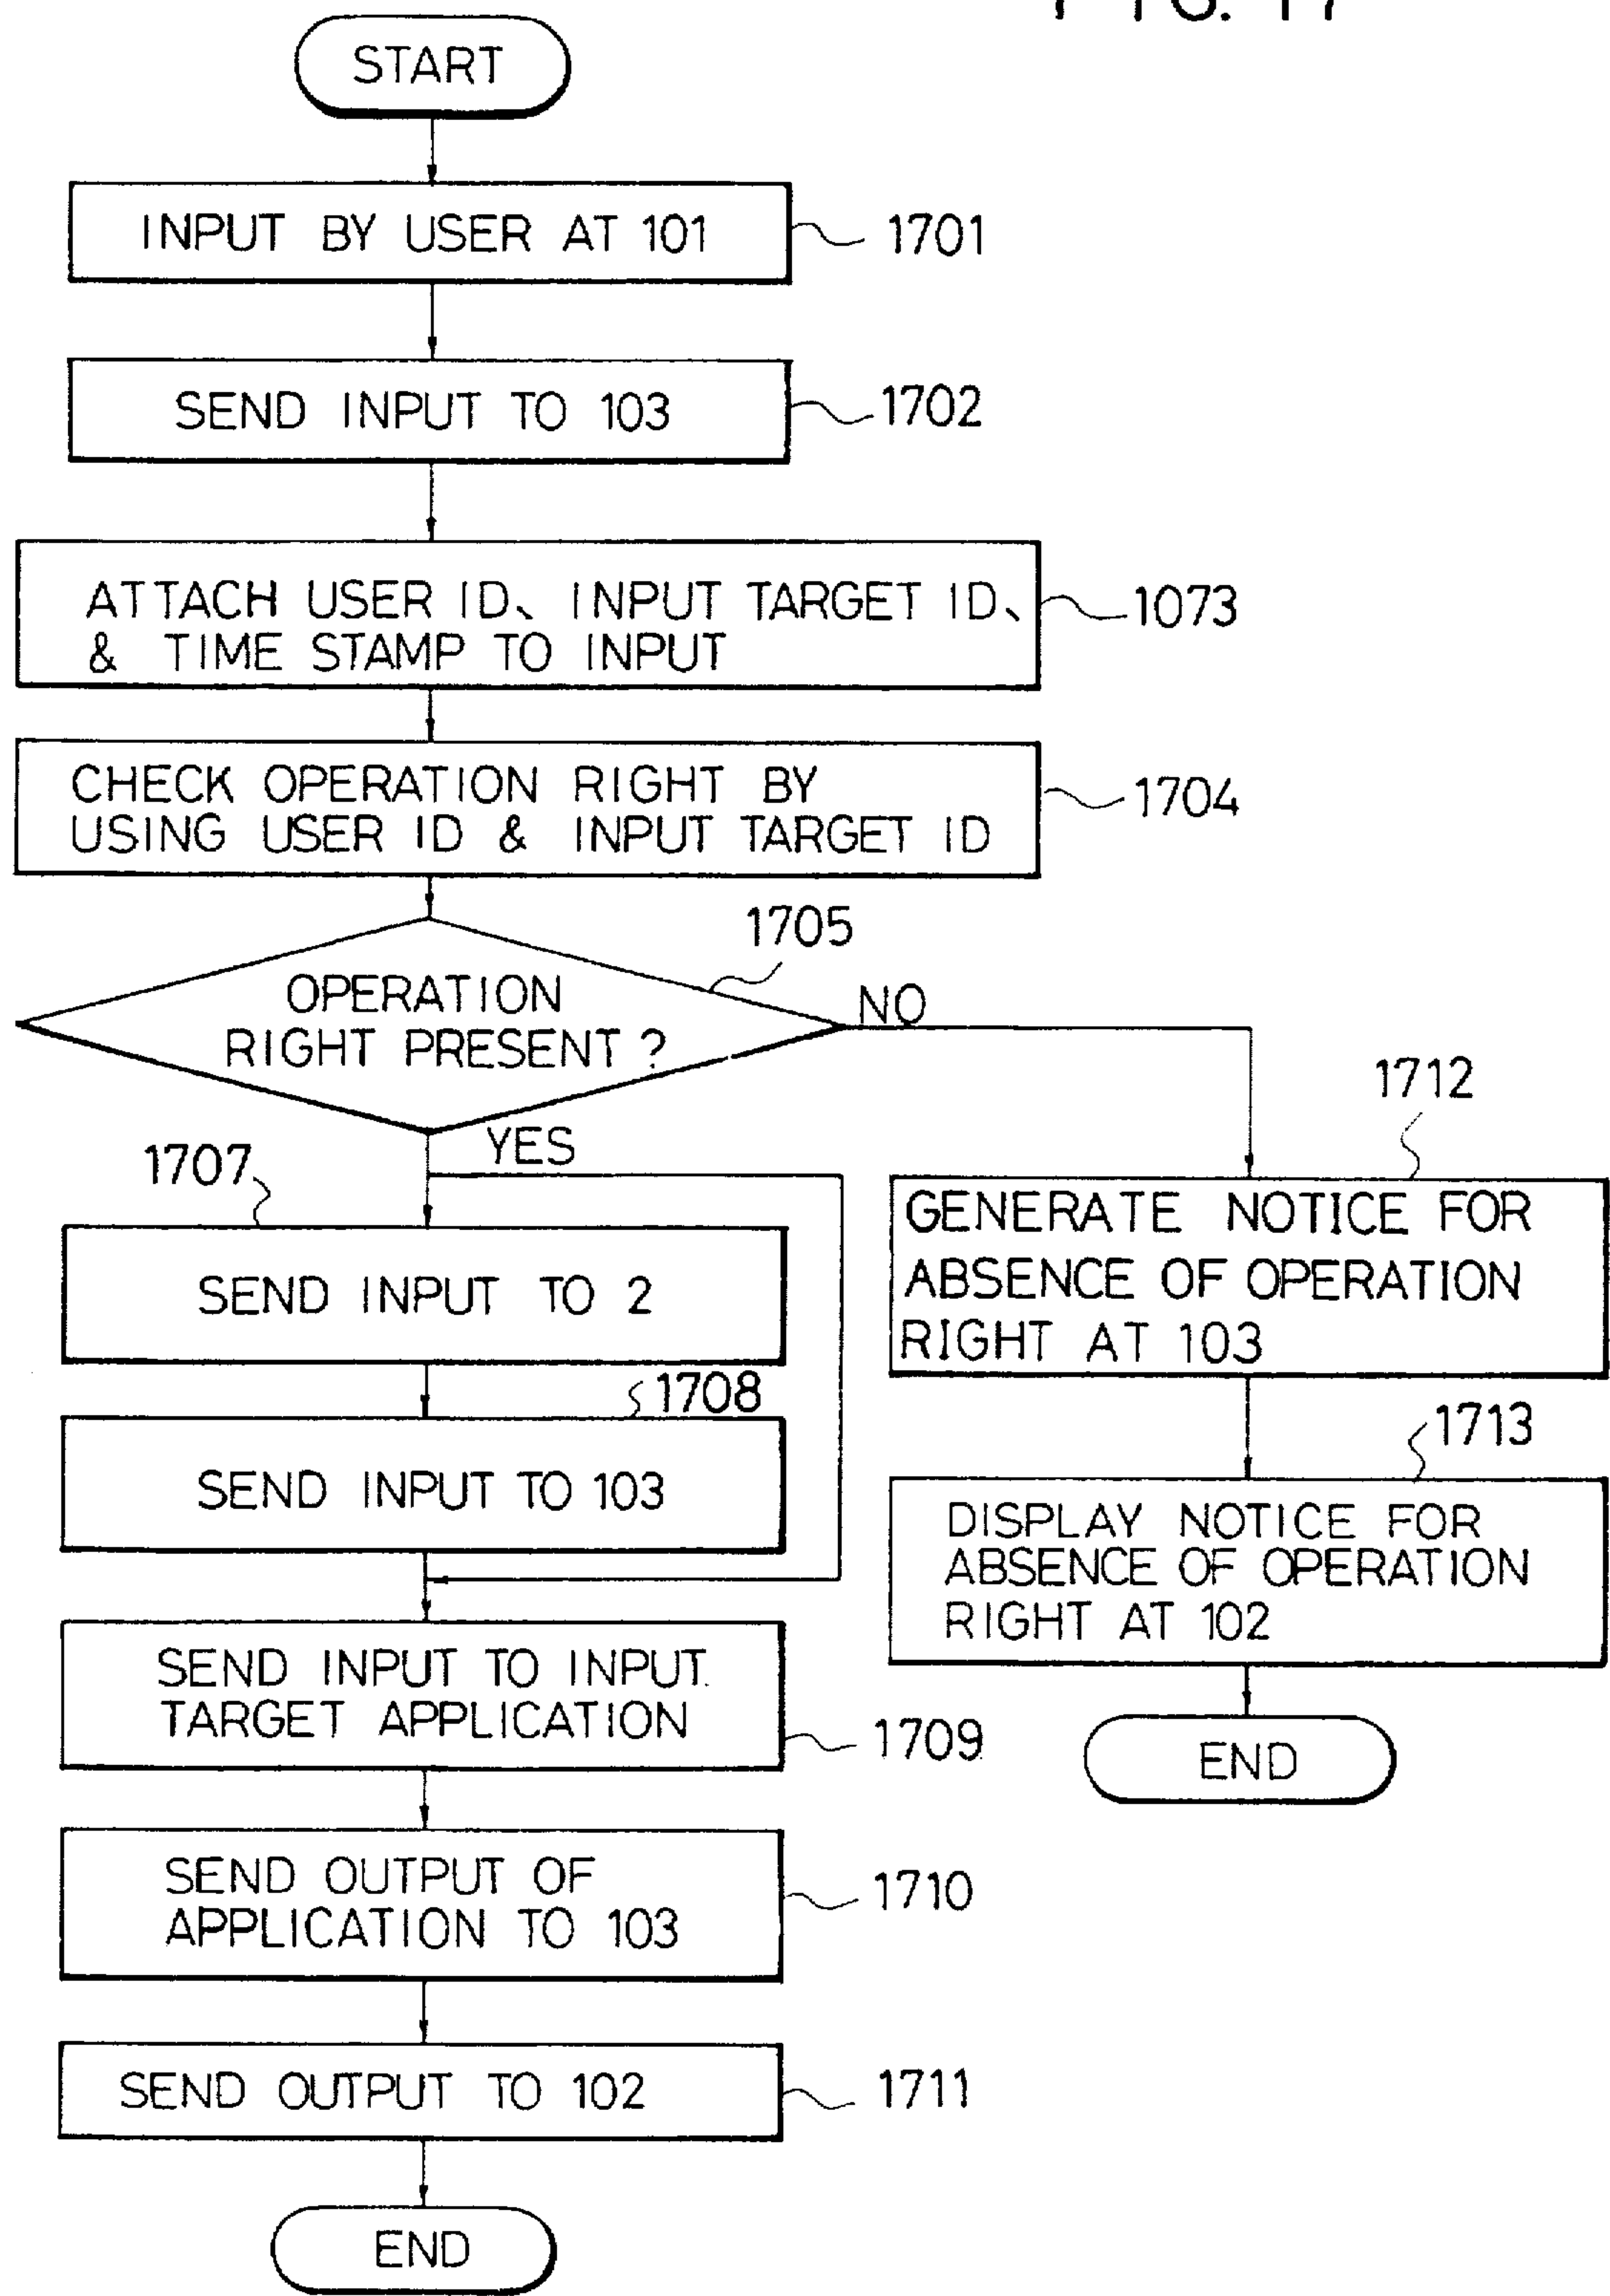 FIG. 17
START
INPUT BY USER AT 101
1701
SEND INPUT TO 103
1702
ATTACH USER ID、 INPUT TARGET ID、
& TIME STAMP TO INPUT
1073
CHECK OPERATION RIGHT BY
USING USER ID & INPUT TARGET ID
1704
1705
OPERATION
RIGHT PRESENT ?
NO
YES
1707
SEND INPUT TO 2
1708
SEND INPUT TO 103
SEND INPUT TO INPUT
TARGET APPLICATION
1709
SEND OUTPUT OF
APPLICATION TO 103
1710
SEND OUTPUT TO 102
1711
END
1712
GENERATE NOTICE FOR
ABSENCE OF OPERATION
RIGHT AT 103
1713
DISPLAY NOTICE FOR
ABSENCE OF OPERATION
RIGHT AT 102
END